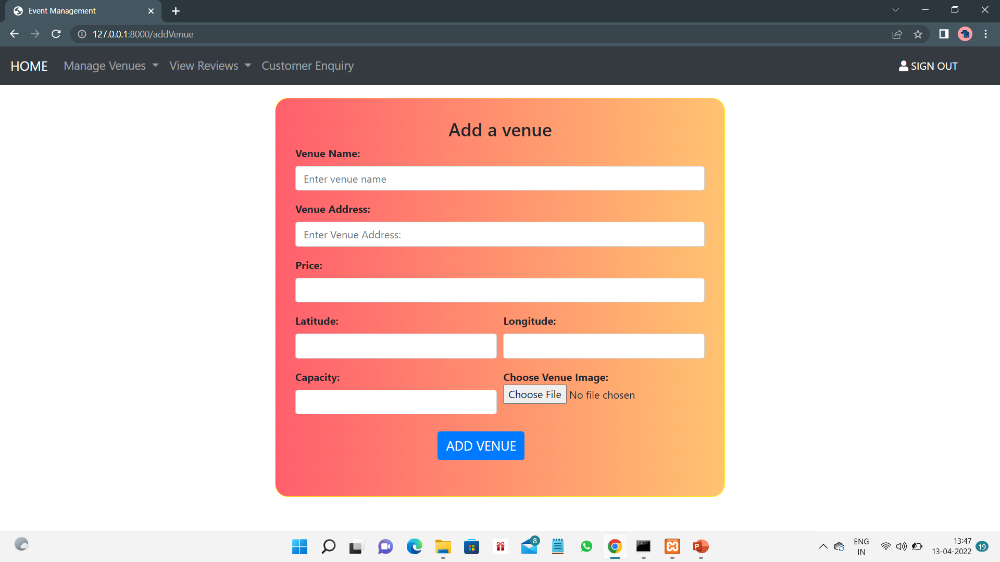 Event Management
127.0.0.1:8000/addVenue
HOME Manage Venues View Reviews Customer Enquiry SIGN OUT
Add a venue
Venue Name:
Enter venue name
Venue Address:
Enter Venue Address:
Price:
Latitude: Longitude:
Capacity: Choose Venue Image:
Choose File No file chosen
ADD VENUE
8
P
ENG
IN
13:47
13-04-2022
19